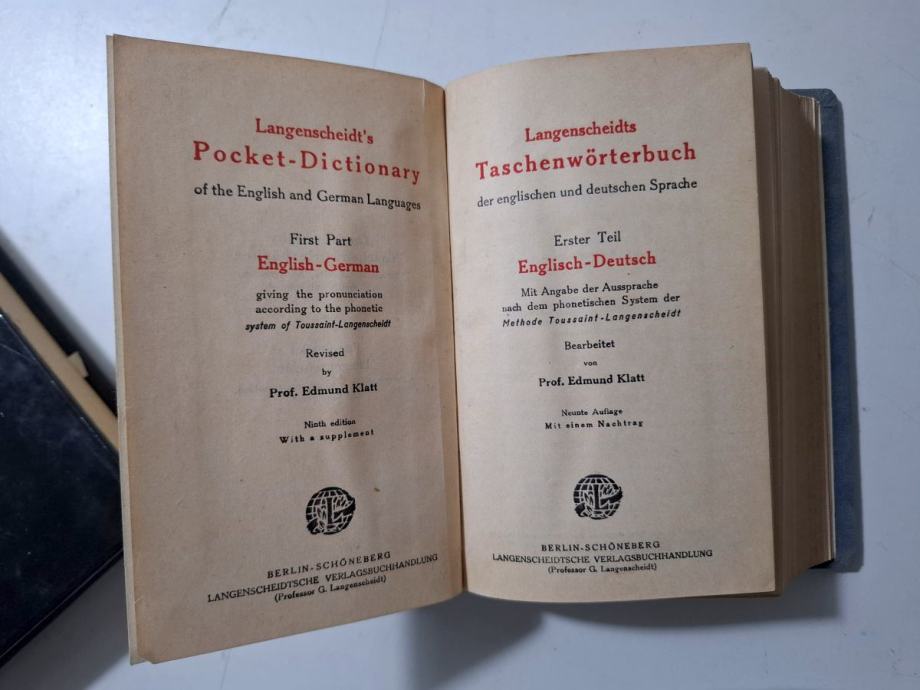 Langenscheidt's
Pocket-Dictionary
of the English and German Languages
First Part
English-German
giving the pronunciation
according to the phonetic
system of Toussaint-Langenscheidt
Revised
by
Prof. Edmund Klatt
Ninth edition
With a supplement
L
BERLIN-SCHÖNEBERG
LANGENSCHEIDTSCHE VERLAGSBUCHHANDLUNG
(Professor G. Langenscheidt)
Langenscheidts
Taschenwörterbuch
der englischen und deutschen Sprache
Erster Teil
Englisch-Deutsch
Mit Angabe der Aussprache
nach dem phonetischen System der
Methode Toussaint-Langenscheidt
Bearbeitet
von
Prof. Edmund Klatt
Neunte Auflage
Mit einem Nachtrag
L
BERLIN-SCHÖNEBERG
LANGENSCHEIDTSCHE VERLAGSBUCHHANDLUNG
(Professor G. Langenscheidt)